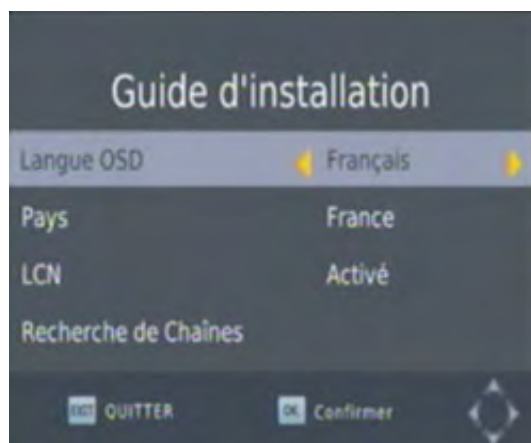 Guide d'installation
Langue OSD Français
Pays France
LCN Activé
Recherche de Chaînes
EXIT QUITTER OK Confirmer